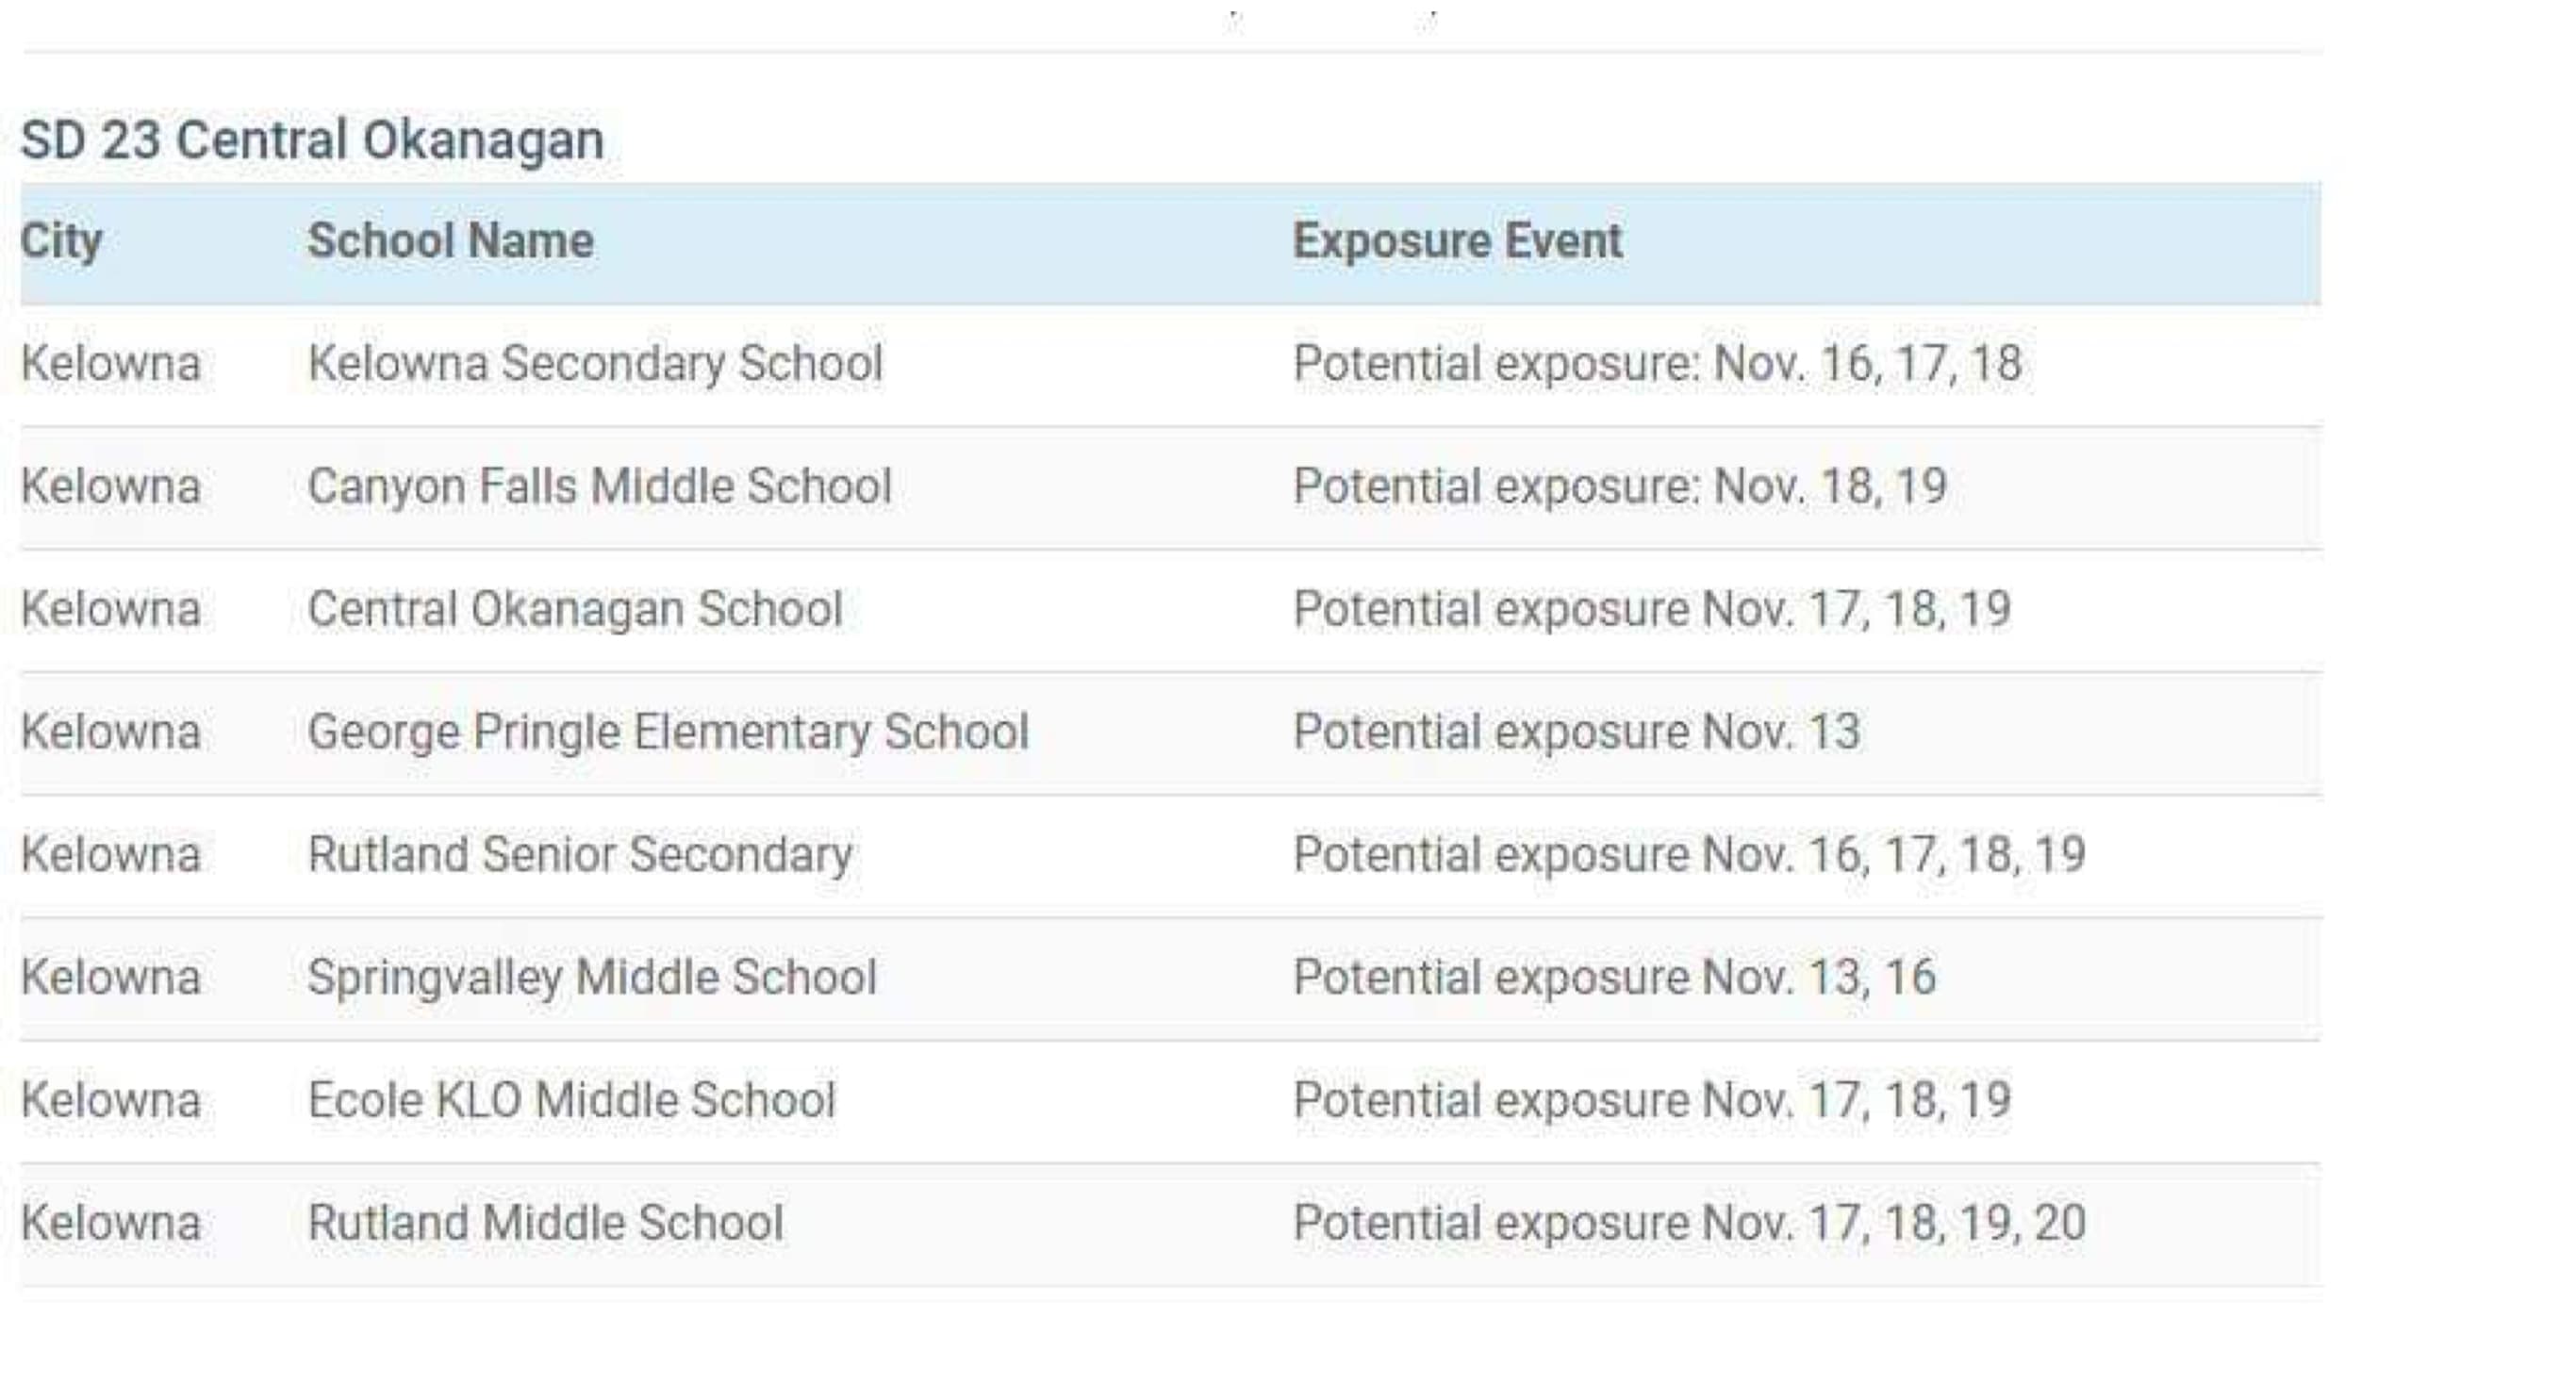 SD 23 Central Okanagan
City School Name Exposure Event
Kelowna Kelowna Secondary School Potential exposure: Nov. 16, 17, 18
Kelowna Canyon Falls Middle School Potential exposure: Nov. 18, 19
Kelowna Central Okanagan School Potential exposure Nov. 17, 18, 19
Kelowna George Pringle Elementary School Potential exposure Nov. 13
Kelowna Rutland Senior Secondary Potential exposure Nov. 16, 17, 18, 19
Kelowna Springvalley Middle School Potential exposure Nov. 13, 16
Kelowna Ecole KLO Middle School Potential exposure Nov. 17, 18, 19
Kelowna Rutland Middle School Potential exposure Nov. 17, 18, 19, 20